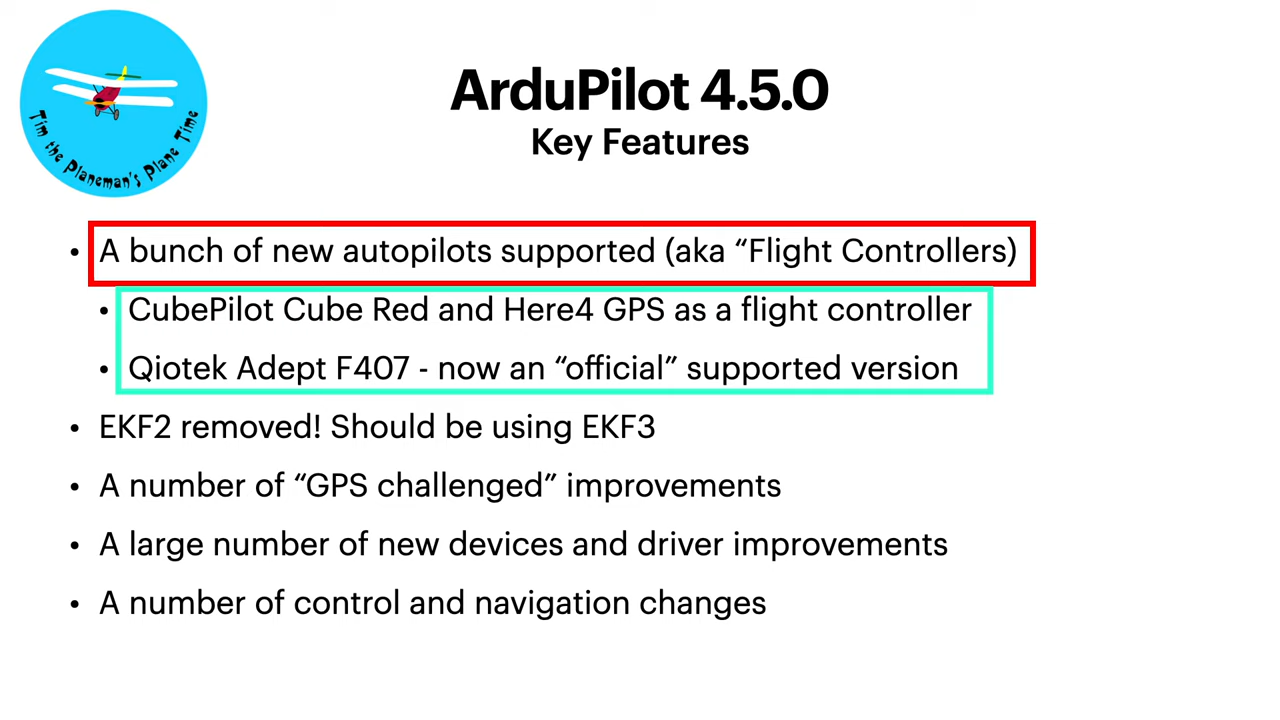 Tim the Planeman's Plane Time
ArduPilot 4.5.0
Key Features
• A bunch of new autopilots supported (aka “Flight Controllers)
• CubePilot Cube Red and Here4 GPS as a flight controller
• Qiotek Adept F407 - now an “official” supported version
• EKF2 removed! Should be using EKF3
• A number of “GPS challenged” improvements
• A large number of new devices and driver improvements
• A number of control and navigation changes